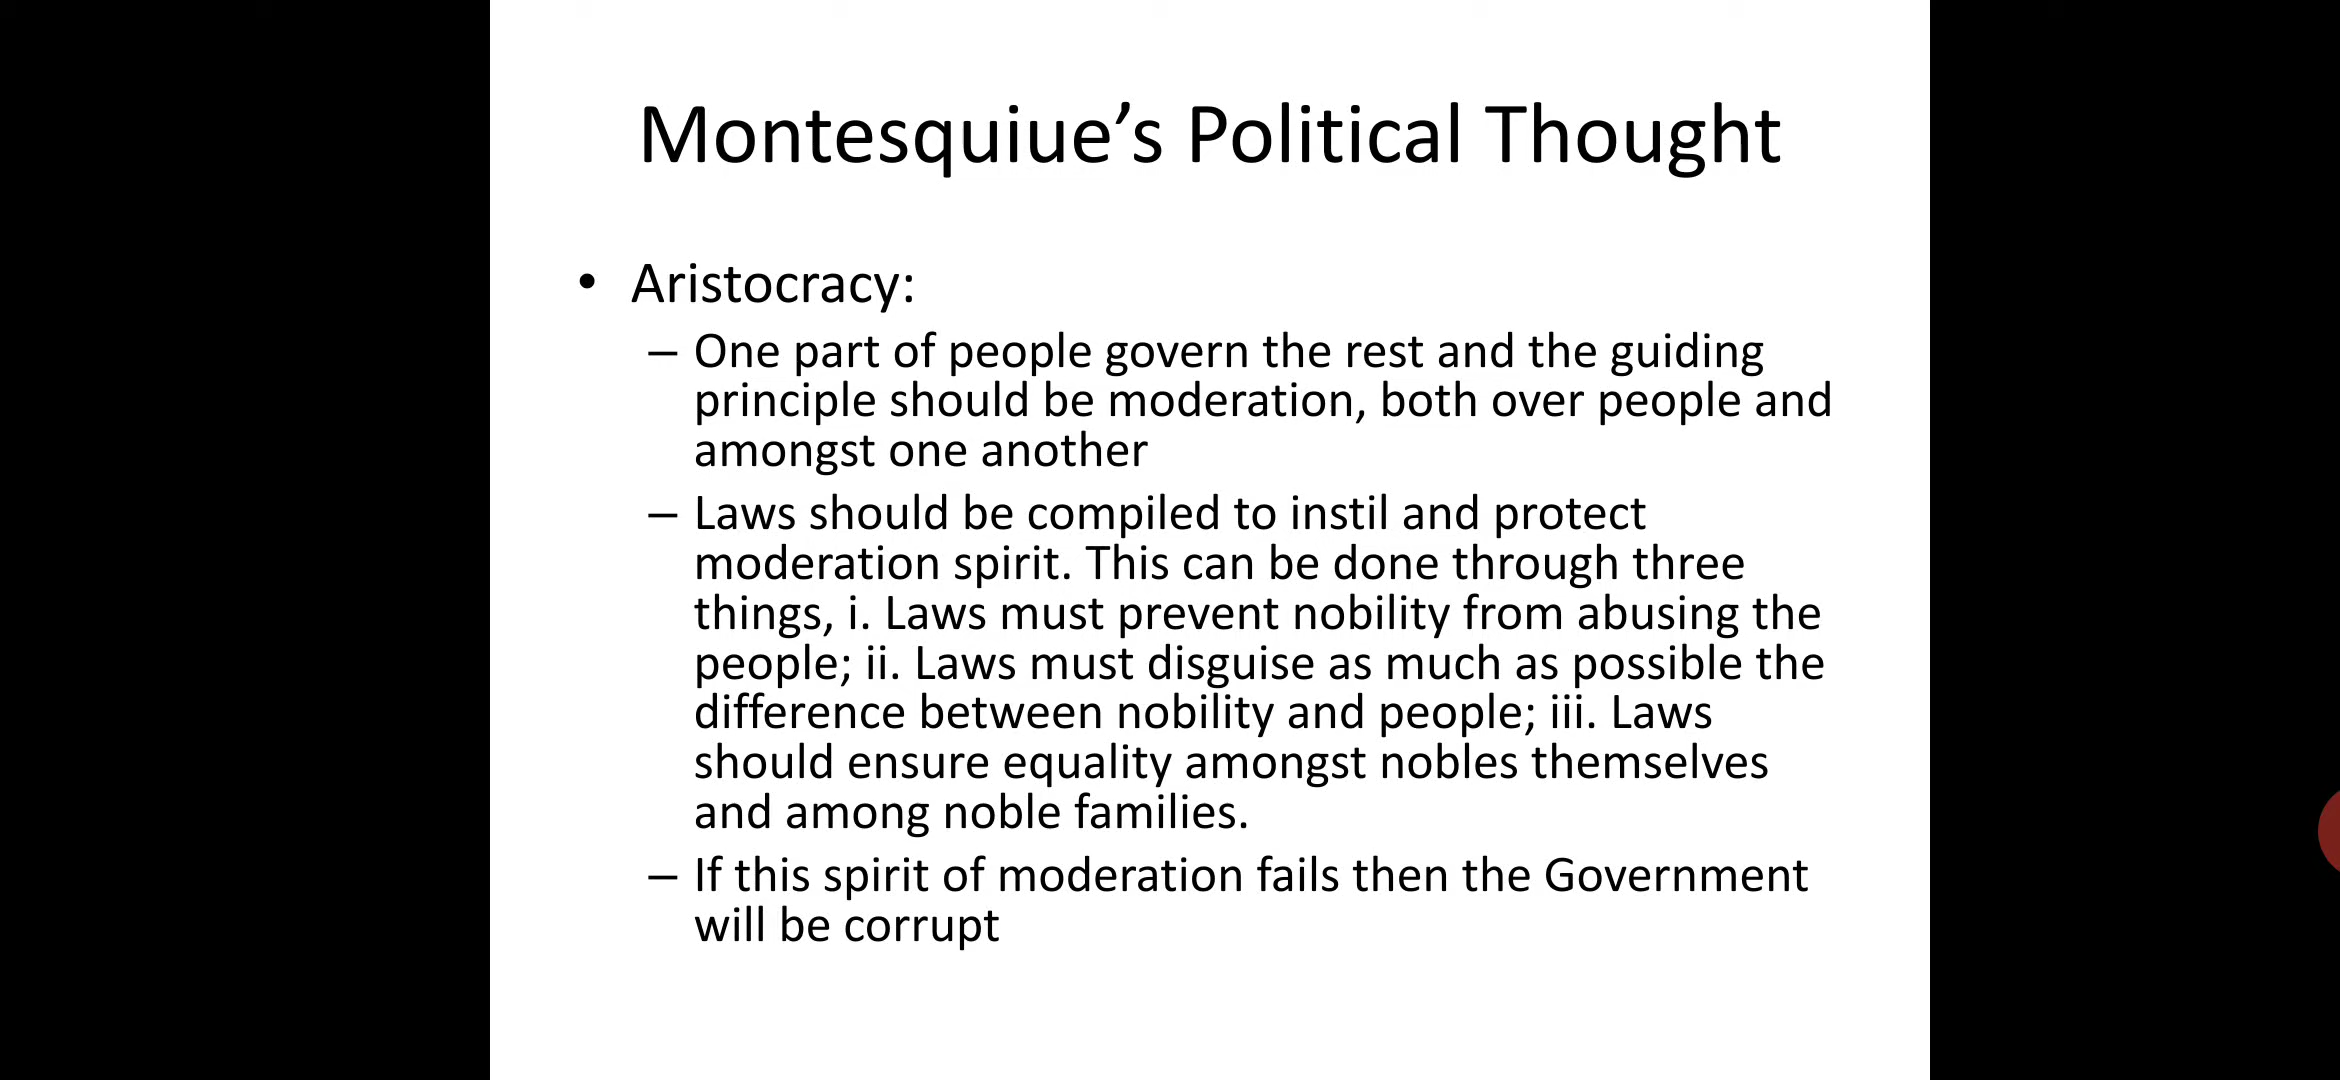 Montesquiue’s Political Thought
• Aristocracy:
– One part of people govern the rest and the guiding
principle should be moderation, both over people and
amongst one another
– Laws should be compiled to instil and protect
moderation spirit. This can be done through three
things, i. Laws must prevent nobility from abusing the
people; ii. Laws must disguise as much as possible the
difference between nobility and people; iii. Laws
should ensure equality amongst nobles themselves
and among noble families.
– If this spirit of moderation fails then the Government
will be corrupt